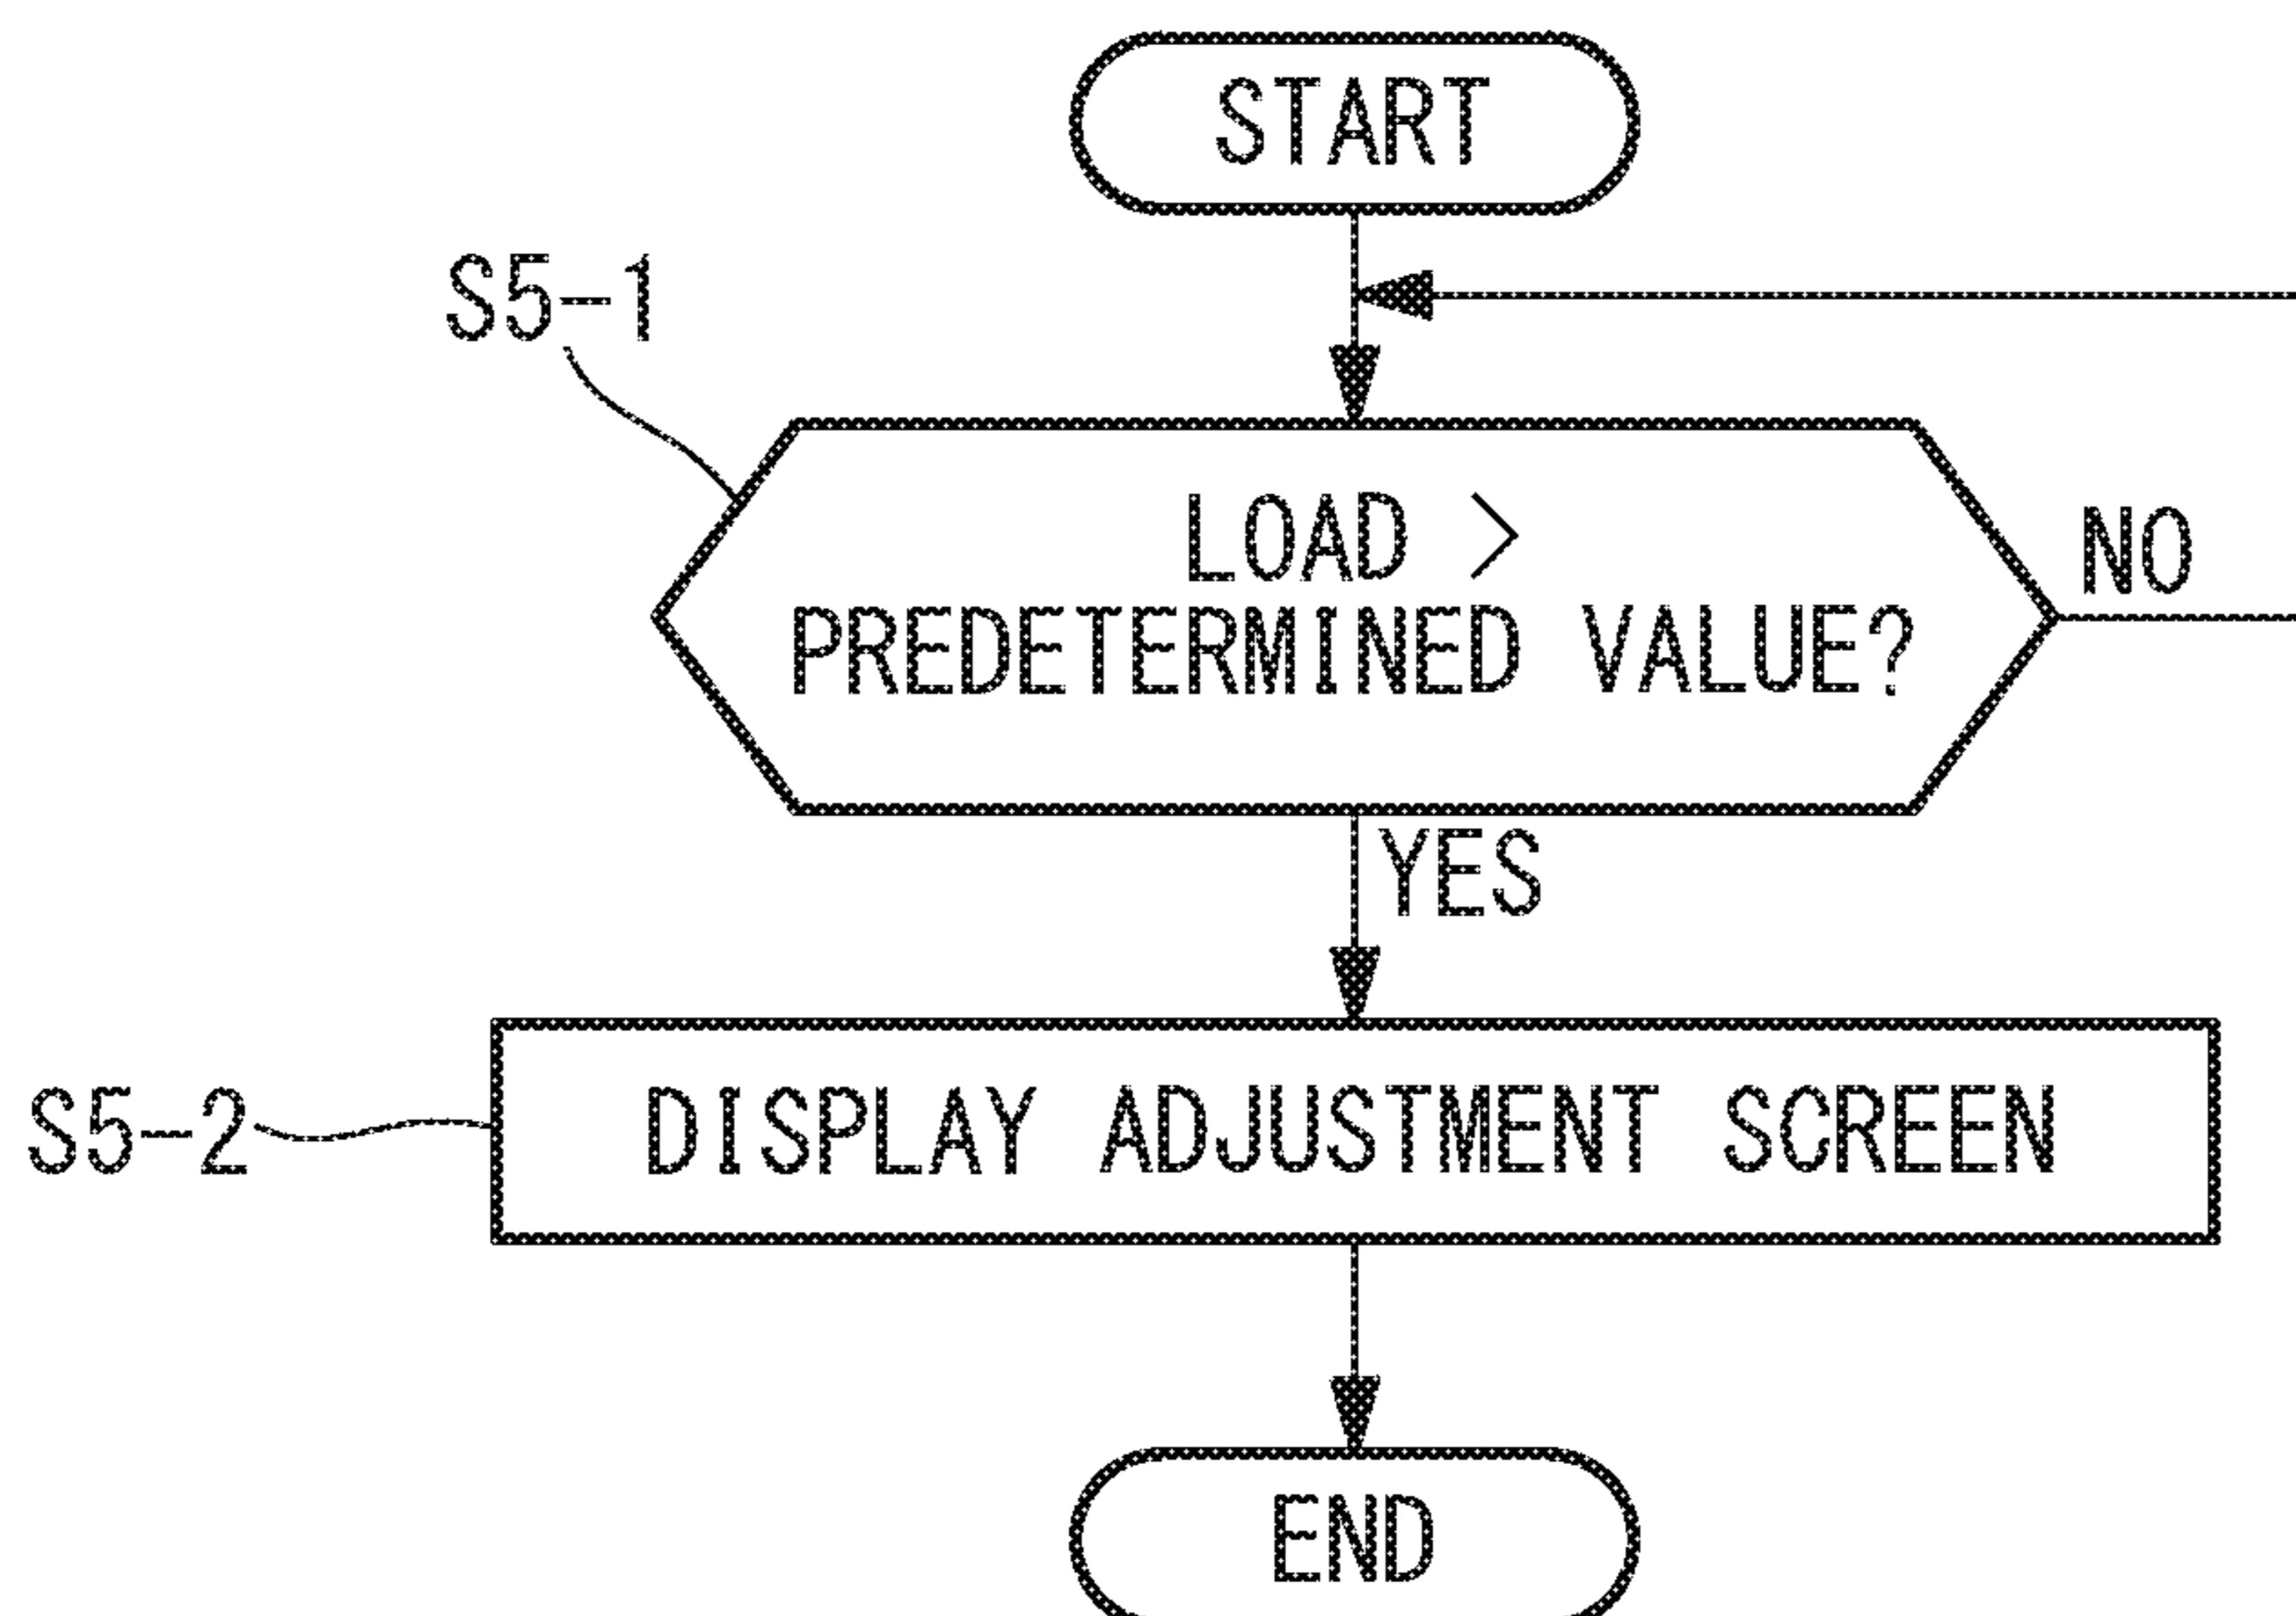 START
S5-1
LOAD >
PREDETERMINED VALUE?
NO
YES
S5-2
DISPLAY ADJUSTMENT SCREEN
END